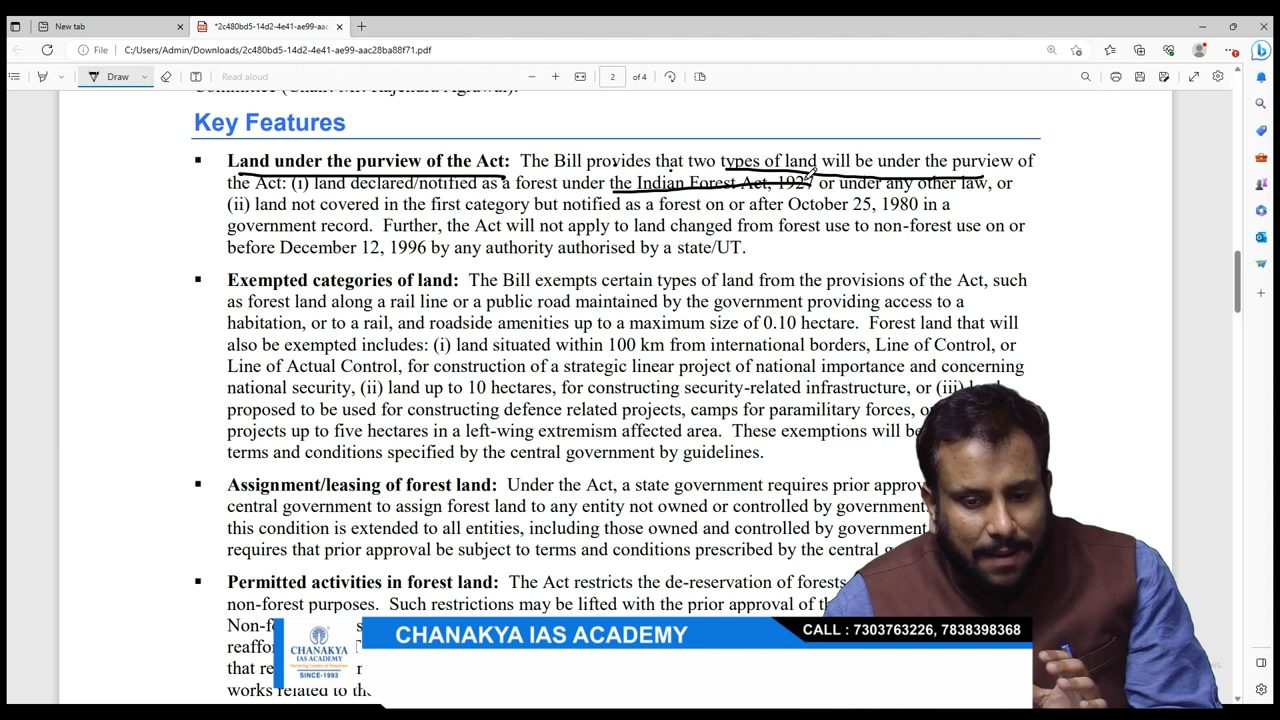 New tab
*2c480bd5-14d2-4e41-ae99-aac
File C:/Users/Admin/Downloads/2c480bd5-14d2-4e41-ae99-aac28ba88f71.pdf
Draw Read aloud 2 of 4
Key Features
▪ Land under the purview of the Act: The Bill provides that two types of land will be under the purview of
the Act: (i) land declared/notified as a forest under the Indian Forest Act, 1927 or under any other law, or
(ii) land not covered in the first category but notified as a forest on or after October 25, 1980 in a
government record. Further, the Act will not apply to land changed from forest use to non-forest use on or
before December 12, 1996 by any authority authorised by a state/UT.
▪ Exempted categories of land: The Bill exempts certain types of land from the provisions of the Act, such
as forest land along a rail line or a public road maintained by the government providing access to a
habitation, or to a rail, and roadside amenities up to a maximum size of 0.10 hectare. Forest land that will
also be exempted includes: (i) land situated within 100 km from international borders, Line of Control, or
Line of Actual Control, for construction of a strategic linear project of national importance and concerning
national security, (ii) land up to 10 hectares, for constructing security-related infrastructure, or (iii)
proposed to be used for constructing defence related projects, camps for paramilitary forces,
projects up to five hectares in a left-wing extremism affected area. These exemptions will
terms and conditions specified by the central government by guidelines.
▪ Assignment/leasing of forest land: Under the Act, a state government requires prior
central government to assign forest land to any entity not owned or controlled by government.
this condition is extended to all entities, including those owned and controlled by government.
requires that prior approval be subject to terms and conditions prescribed by the central
▪ Permitted activities in forest land: The Act restricts the de-reservation of forests
non-forest purposes. Such restrictions may be lifted with the prior approval of
works related to
CHANAKYA IAS ACADEMY
CALL : 7303763226, 7838398368
CHANAKYA
IAS ACADEMY
Nurturing Leaders of Tomorrow
SINCE-1993